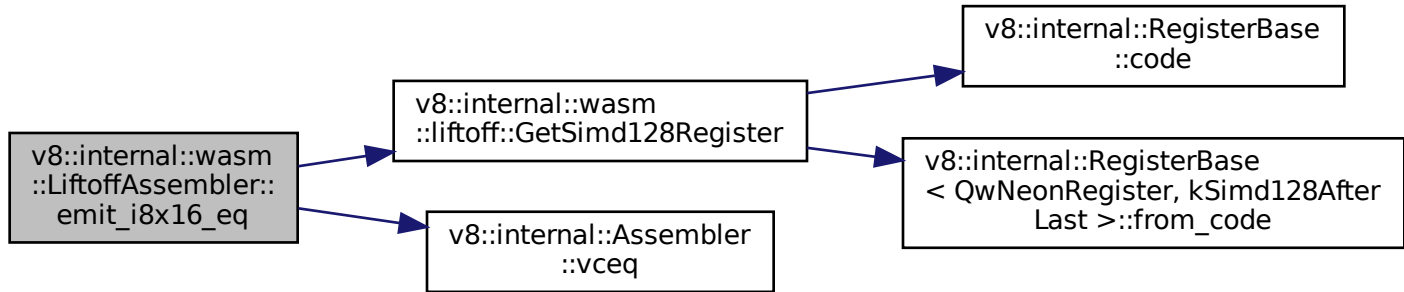 v8::internal::wasm
::LiftoffAssembler::
emit_i8x16_eq
v8::internal::wasm
::liftoff::GetSimd128Register
v8::internal::Assembler
::vceq
v8::internal::RegisterBase
::code
v8::internal::RegisterBase
< QwNeonRegister, kSimd128After
Last >::from_code